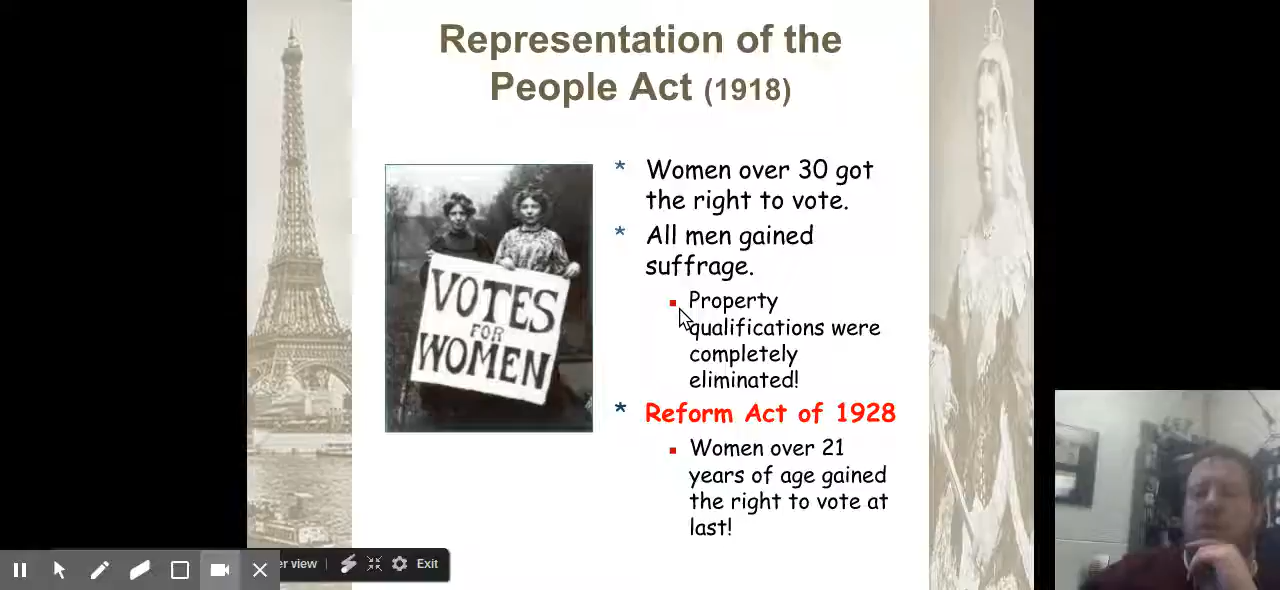 Representation of the
People Act (1918)
* Women over 30 got
the right to vote.
* All men gained
suffrage.
▪ Property
qualifications were
completely
eliminated!
* Reform Act of 1928
▪ Women over 21
years of age gained
the right to vote at
last!
VOTES
FOR
WOMEN
view
Exit